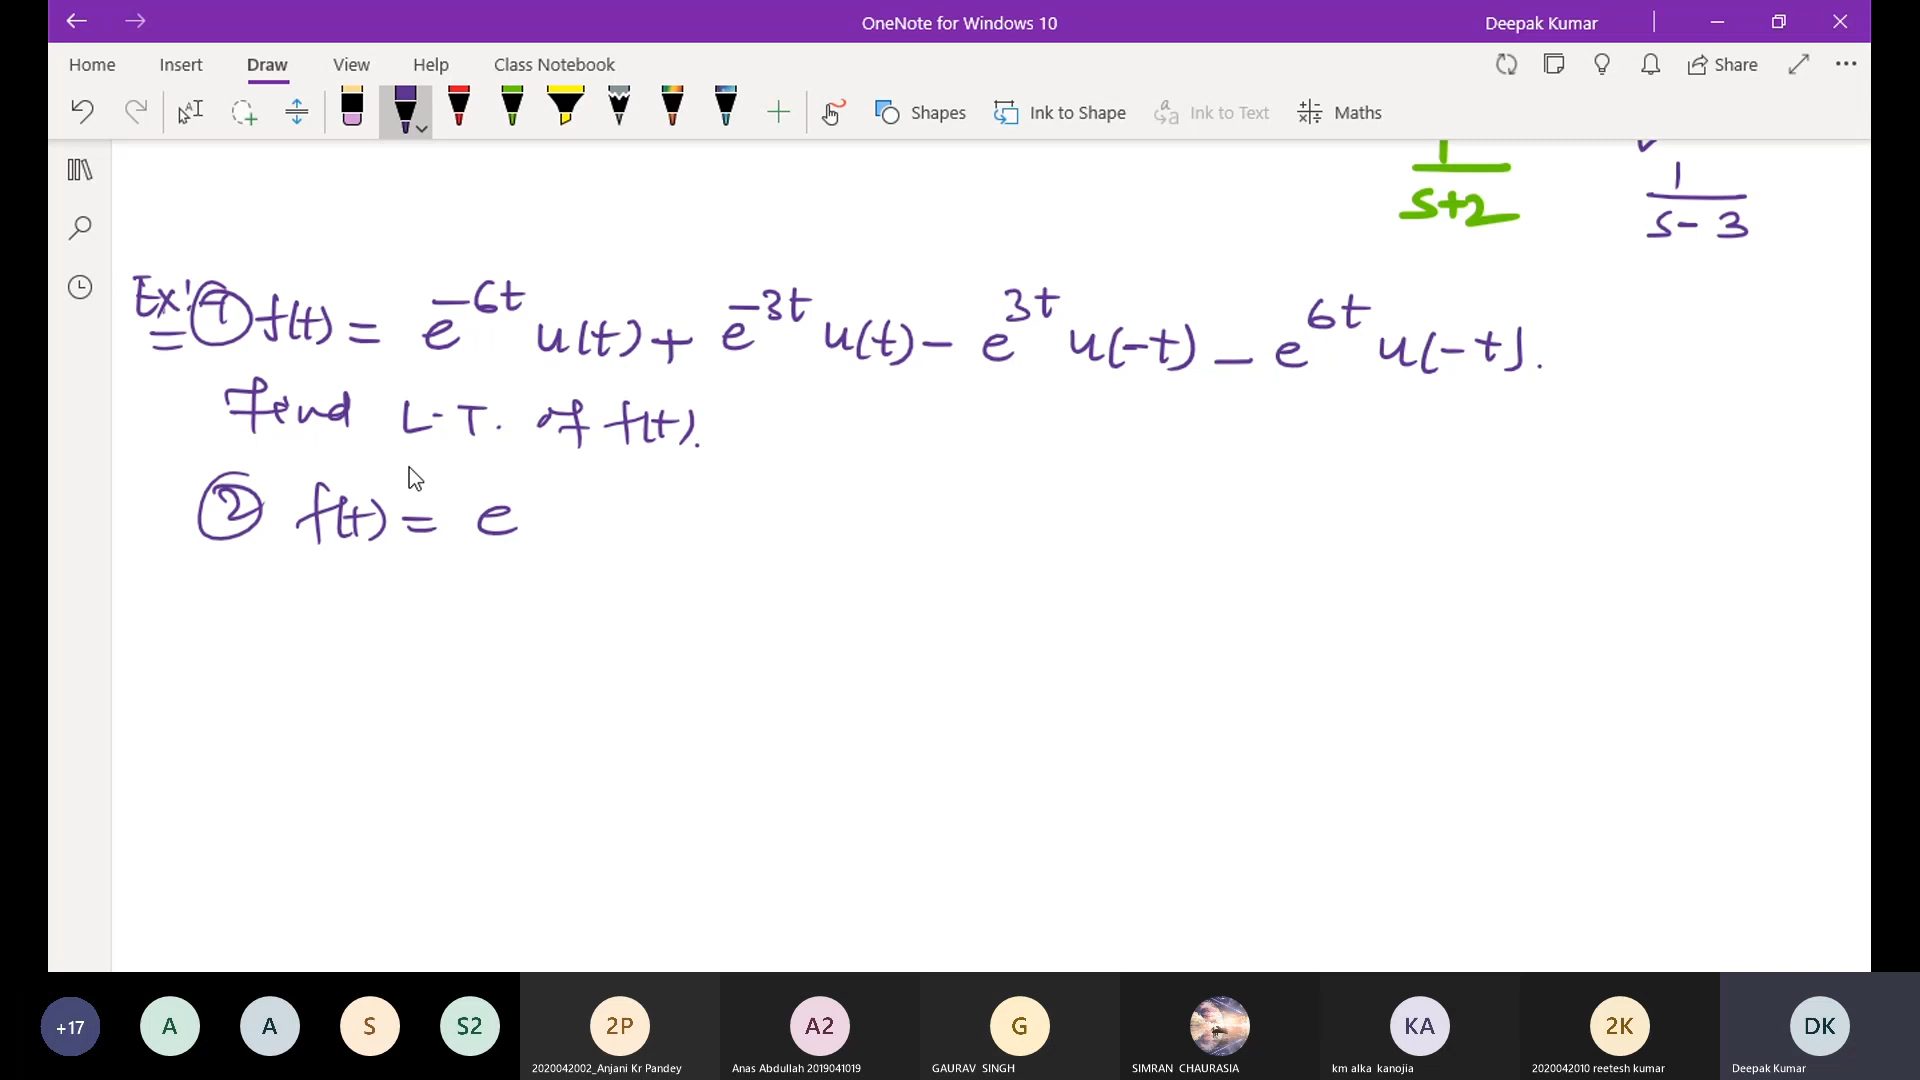 OneNote for Windows 10
Deepak Kumar
Home Insert Draw View Help Class Notebook
Share
Shapes Ink to Shape Ink to Text Maths
1/(s+2) 1/(s-3)
Ex: ① f(t) = e^{-6t} u(t) + e^{-3t} u(t) - e^{3t} u(-t) - e^{6t} u(-t).
Find L.T. of f(t).
② f(t) = e
+17 A A S S2 2P A2 G KA 2K DK
2020042002_Anjani Kr Pandey Anas Abdullah 2019041019 GAURAV SINGH SIMRAN CHAURASIA km alka kanojia 2020042010 reetesh kumar Deepak Kumar